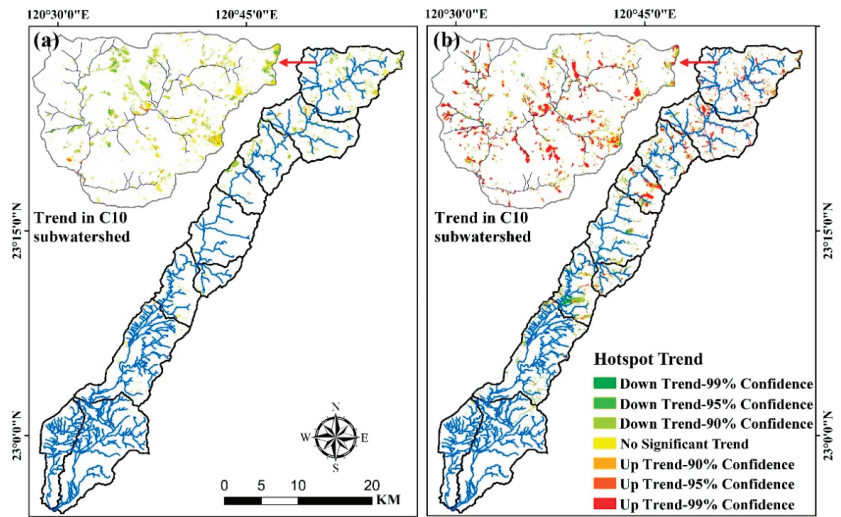 120°30'0"E 120°45'0"E 120°30'0"E 120°45'0"E
(a) (b)
Trend in C10
subwatershed
Trend in C10
subwatershed
23°15'0"N 23°15'0"N
23°0'0"N 23°0'0"N
N
W E
S
0 5 10 20
KM
Hotspot Trend
Down Trend-99% Confidence
Down Trend-95% Confidence
Down Trend-90% Confidence
No Significant Trend
Up Trend-90% Confidence
Up Trend-95% Confidence
Up Trend-99% Confidence